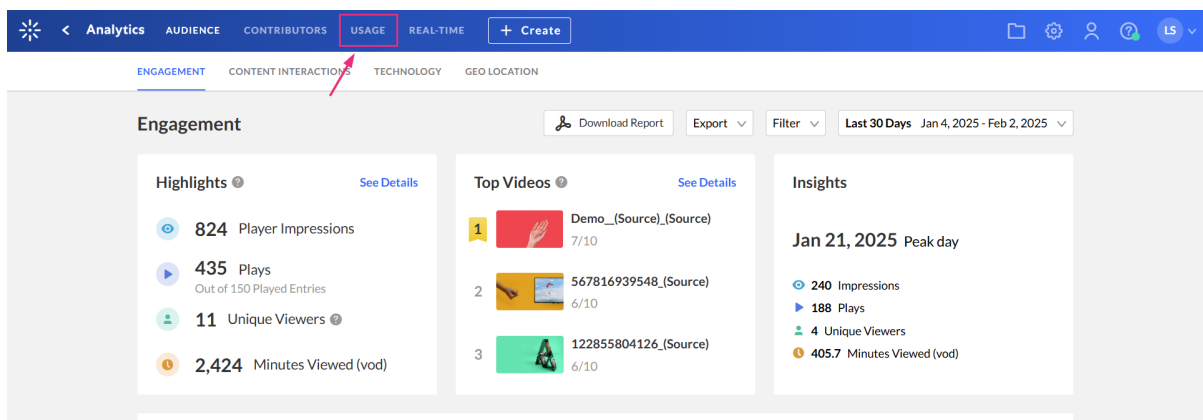 Analytics AUDIENCE CONTRIBUTORS USAGE REAL-TIME + Create LS
ENGAGEMENT CONTENT INTERACTIONS TECHNOLOGY GEO LOCATION
Engagement Download Report Export Filter Last 30 Days Jan 4, 2025 - Feb 2, 2025
Highlights ? See Details
824 Player Impressions
435 Plays
Out of 150 Played Entries
11 Unique Viewers ?
2,424 Minutes Viewed (vod)
Top Videos ? See Details
1 Demo__(Source)_(Source)
7/10
2 567816939548_(Source)
6/10
3 122855804126_(Source)
6/10
Insights
Jan 21, 2025 Peak day
240 Impressions
188 Plays
4 Unique Viewers
405.7 Minutes Viewed (vod)